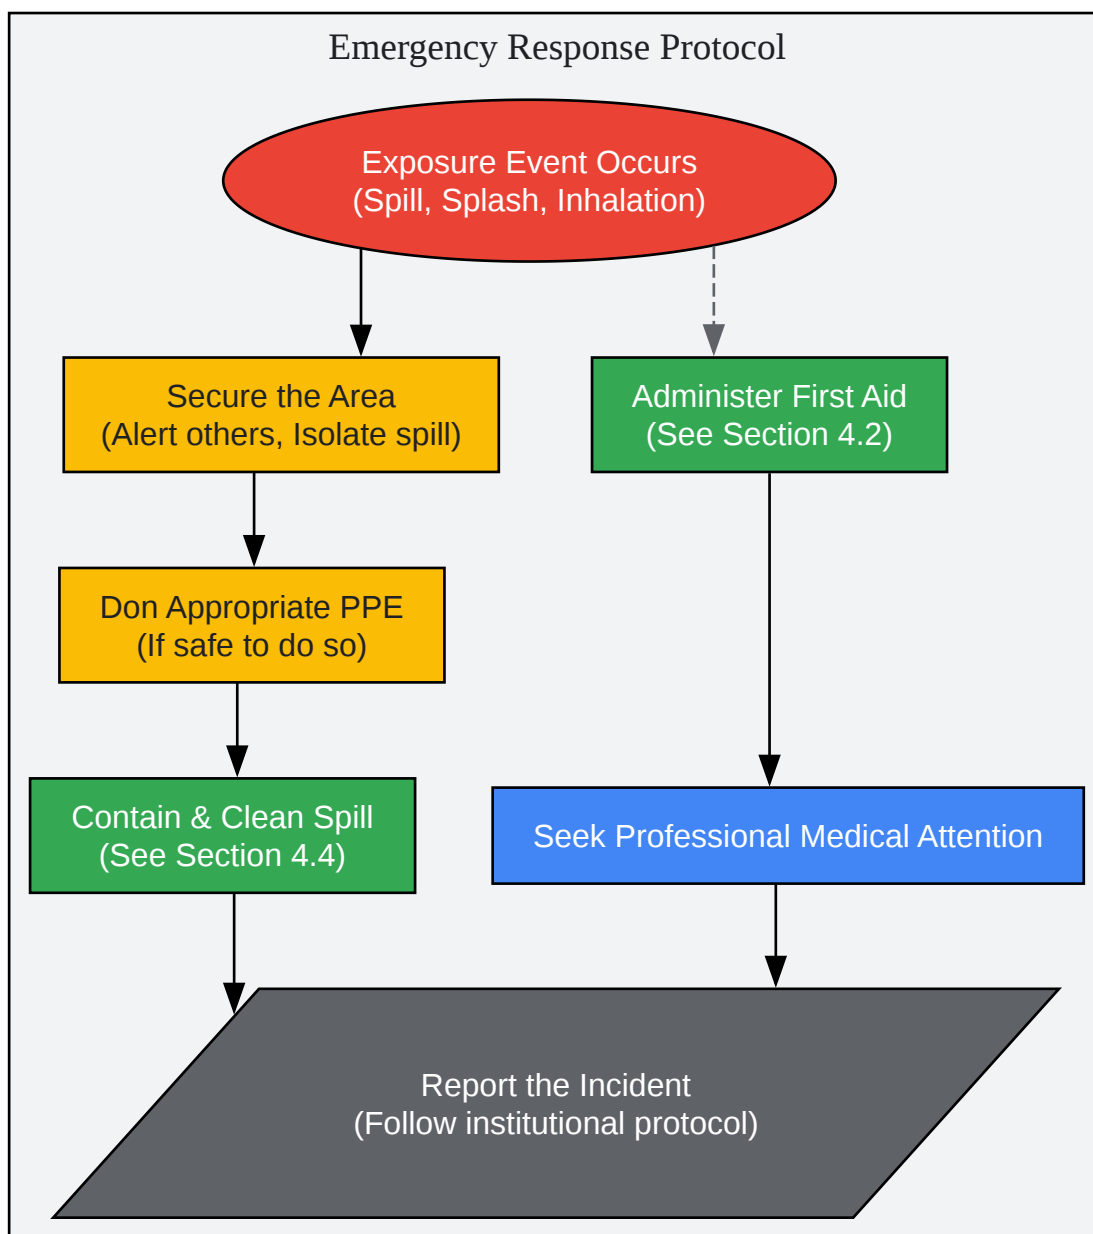 Emergency Response Protocol
Exposure Event Occurs
(Spill, Splash, Inhalation)
Secure the Area
(Alert others, Isolate spill)
Administer First Aid
(See Section 4.2)
Don Appropriate PPE
(If safe to do so)
Contain & Clean Spill
(See Section 4.4)
Seek Professional Medical Attention
Report the Incident
(Follow institutional protocol)